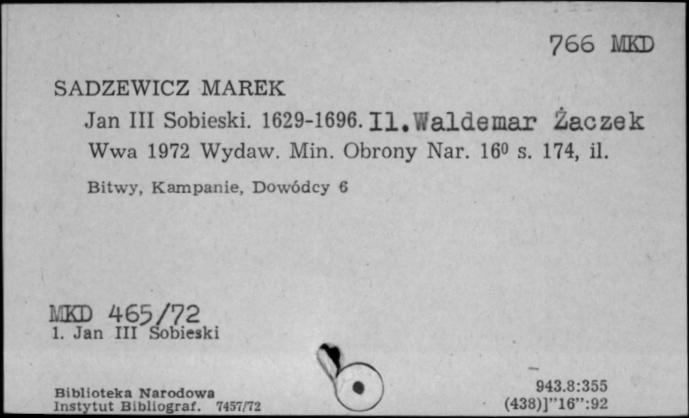 766 MKD
SADZEWICZ MAREK
Jan III Sobieski. 1629-1696. Il.Waldemar Żaczek
Wwa 1972 Wydaw. Min. Obrony Nar. 16⁰ s. 174, il.
Bitwy, Kampanie, Dowódcy 6
MKD 465/72
1. Jan III Sobieski
Biblioteka Narodowa
Instytut Bibliograf. 7457/72
943.8:355
(438)]"16":92